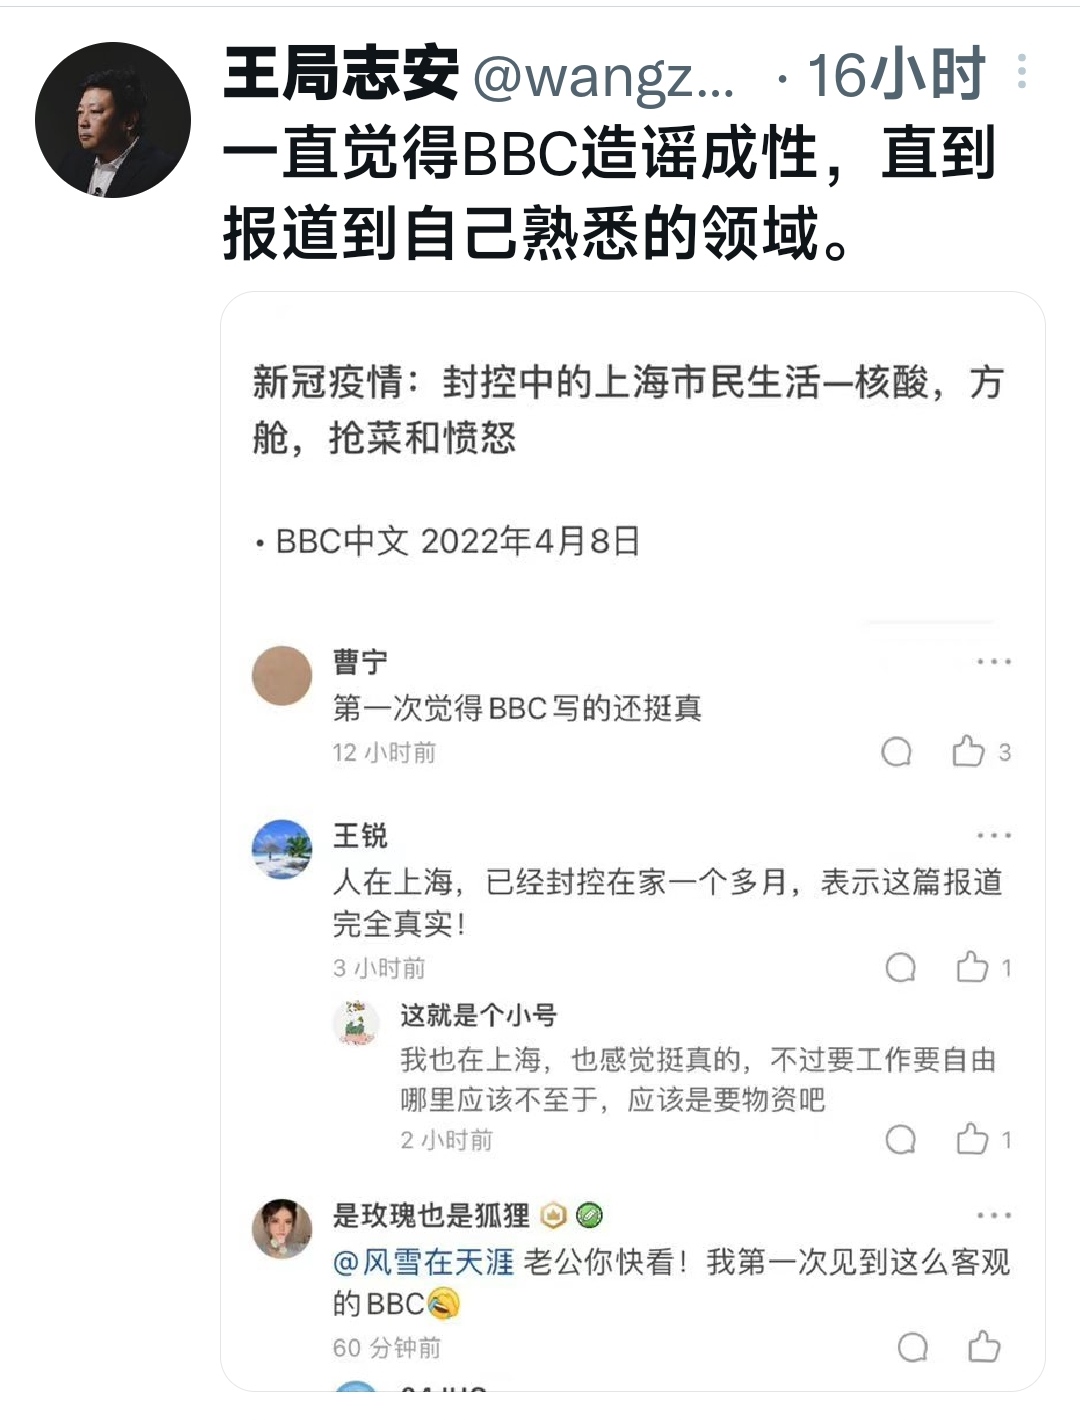 王局志安 @wangz... · 16小时
一直觉得BBC造谣成性，直到
报道到自己熟悉的领域。
新冠疫情：封控中的上海市民生活—核酸，方
舱，抢菜和愤怒
• BBC中文 2022年4月8日
曹宁
第一次觉得BBC写的还挺真
12 小时前
3
王锐
人在上海，已经封控在家一个多月，表示这篇报道
完全真实！
3 小时前
1
这就是个小号
我也在上海，也感觉挺真的，不过要工作要自由
哪里应该不至于，应该是要物资吧
2 小时前
1
是玫瑰也是狐狸
@风雪在天涯 老公你快看！我第一次见到这么客观
的BBC😂
60 分钟前